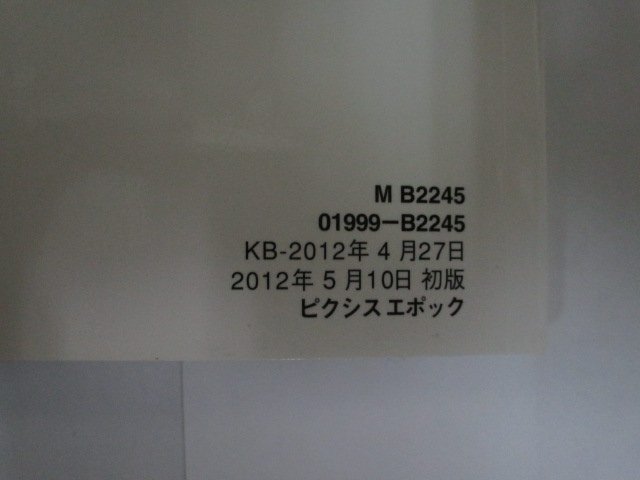 M B2245
01999−B2245
KB-2012年 4 月27日
2012年 5 月10日 初版
ピクシス エポック